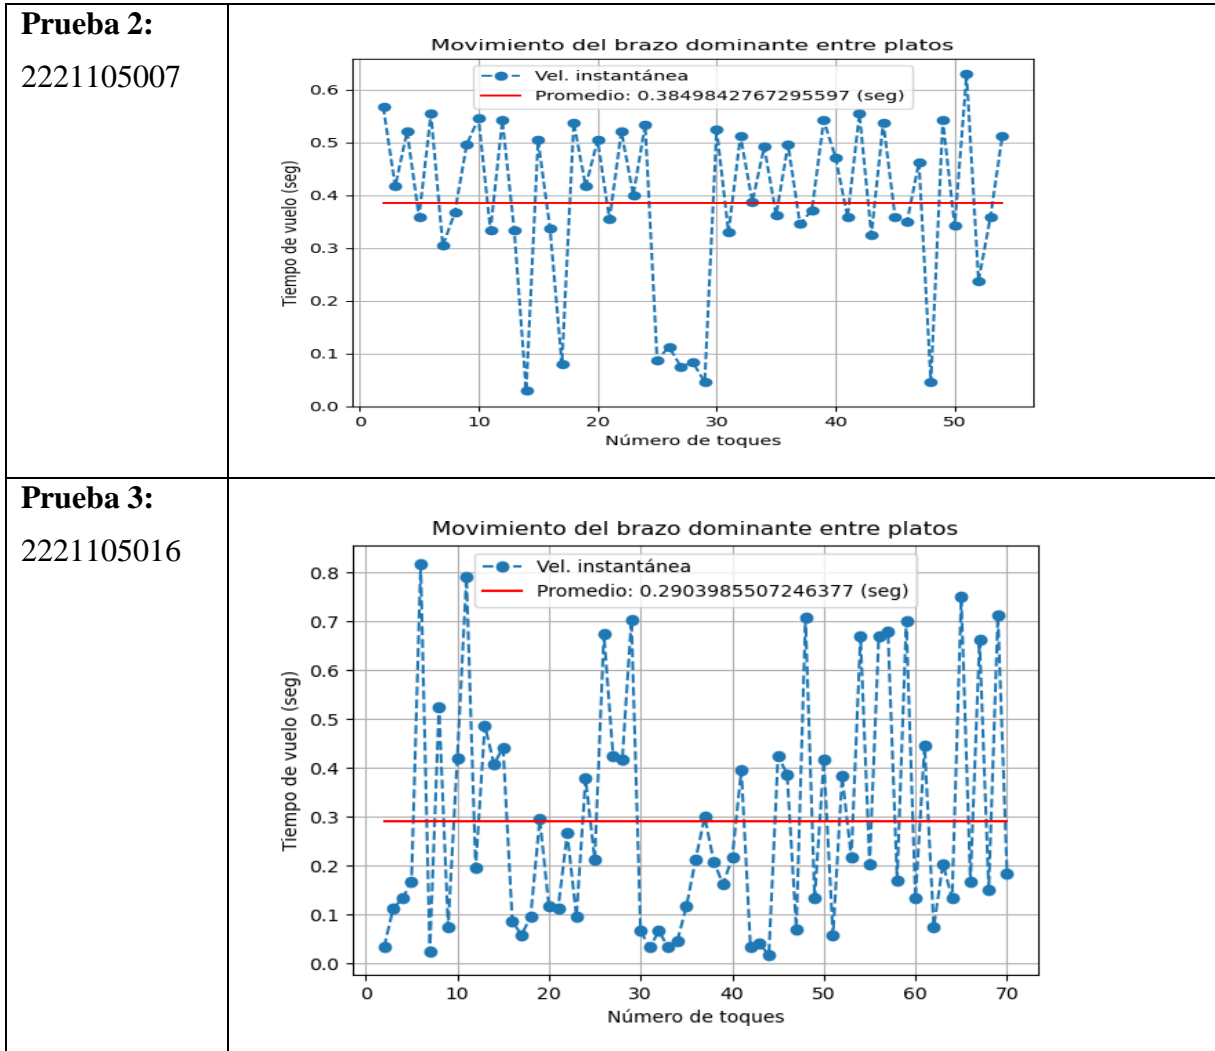 Prueba 2:
2221105007
Movimiento del brazo dominante entre platos
Vel. instantánea
Promedio: 0.3849842767295597 (seg)
Tiempo de vuelo (seg)
0.6
0.5
0.4
0.3
0.2
0.1
0.0
0 10 20 30 40 50
Número de toques
Prueba 3:
2221105016
Movimiento del brazo dominante entre platos
Vel. instantánea
Promedio: 0.2903985507246377 (seg)
Tiempo de vuelo (seg)
0.8
0.7
0.6
0.5
0.4
0.3
0.2
0.1
0.0
0 10 20 30 40 50 60 70
Número de toques